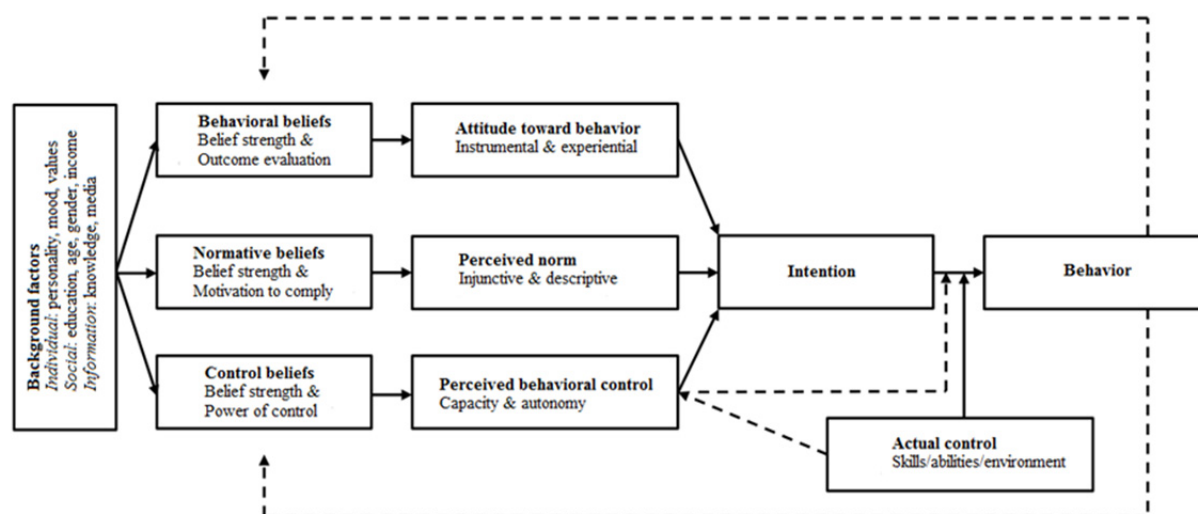 Background factors
Individual: personality, mood, values
Social: education, age, gender, income
Information: knowledge, media
Behavioral beliefs
Belief strength &
Outcome evaluation
Attitude toward behavior
Instrumental & experiential
Normative beliefs
Belief strength &
Motivation to comply
Perceived norm
Injunctive & descriptive
Intention
Behavior
Control beliefs
Belief strength &
Power of control
Perceived behavioral control
Capacity & autonomy
Actual control
Skills/abilities/environment